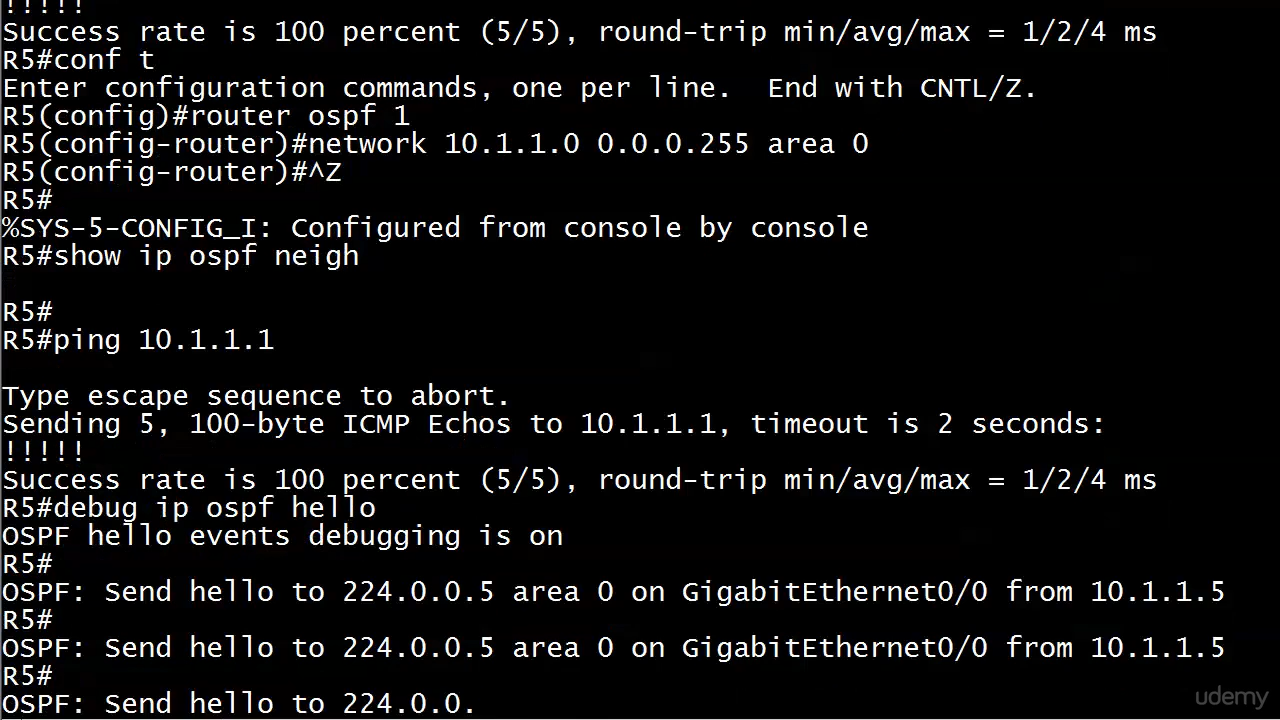 !!!!!
Success rate is 100 percent (5/5), round-trip min/avg/max = 1/2/4 ms
R5#conf t
Enter configuration commands, one per line.  End with CNTL/Z.
R5(config)#router ospf 1
R5(config-router)#network 10.1.1.0 0.0.0.255 area 0
R5(config-router)#^Z
R5#
%SYS-5-CONFIG_I: Configured from console by console
R5#show ip ospf neigh
R5#
R5#ping 10.1.1.1
Type escape sequence to abort.
Sending 5, 100-byte ICMP Echos to 10.1.1.1, timeout is 2 seconds:
!!!!!
Success rate is 100 percent (5/5), round-trip min/avg/max = 1/2/4 ms
R5#debug ip ospf hello
OSPF hello events debugging is on
R5#
OSPF: Send hello to 224.0.0.5 area 0 on GigabitEthernet0/0 from 10.1.1.5
R5#
OSPF: Send hello to 224.0.0.5 area 0 on GigabitEthernet0/0 from 10.1.1.5
R5#
OSPF: Send hello to 224.0.0.
udemy